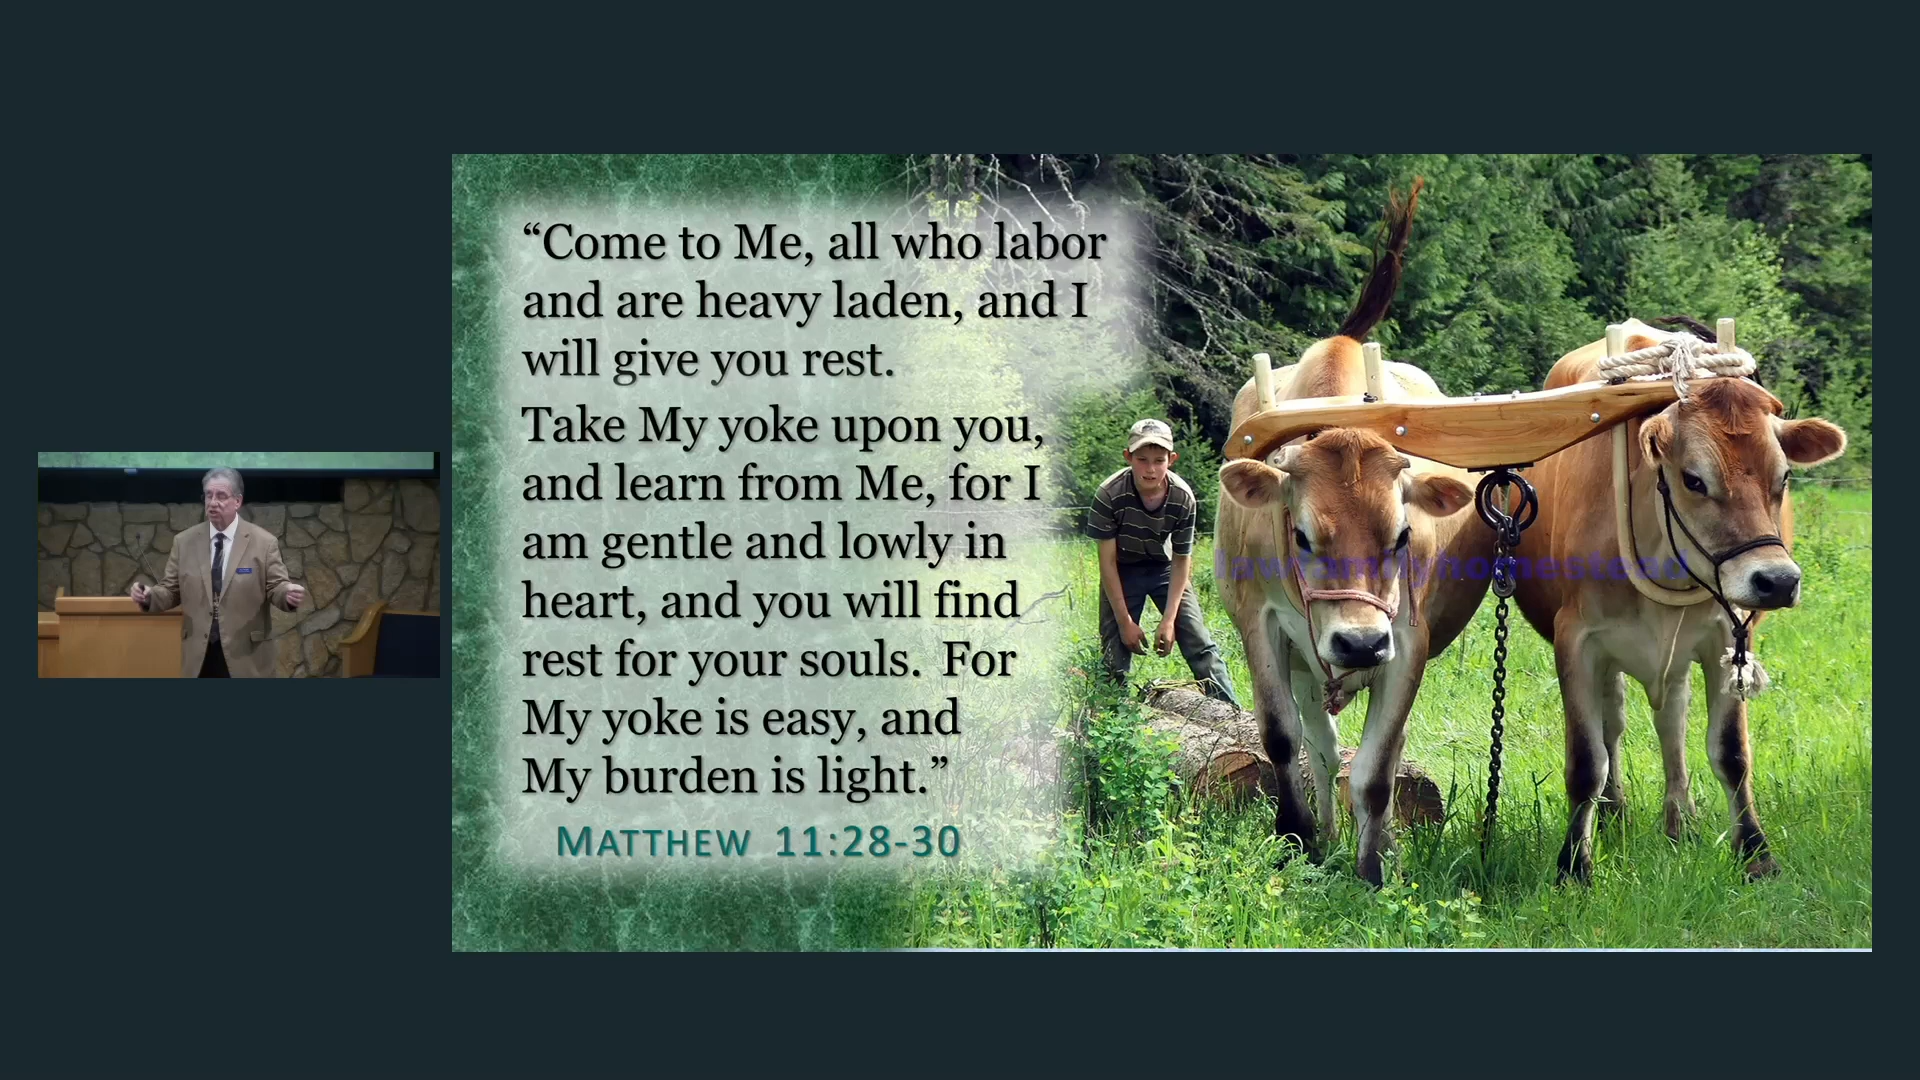 “Come to Me, all who labor
and are heavy laden, and I
will give you rest.
Take My yoke upon you,
and learn from Me, for I
am gentle and lowly in
heart, and you will find
rest for your souls. For
My yoke is easy, and
My burden is light.”
MATTHEW 11:28-30
lawfamilyhomestead